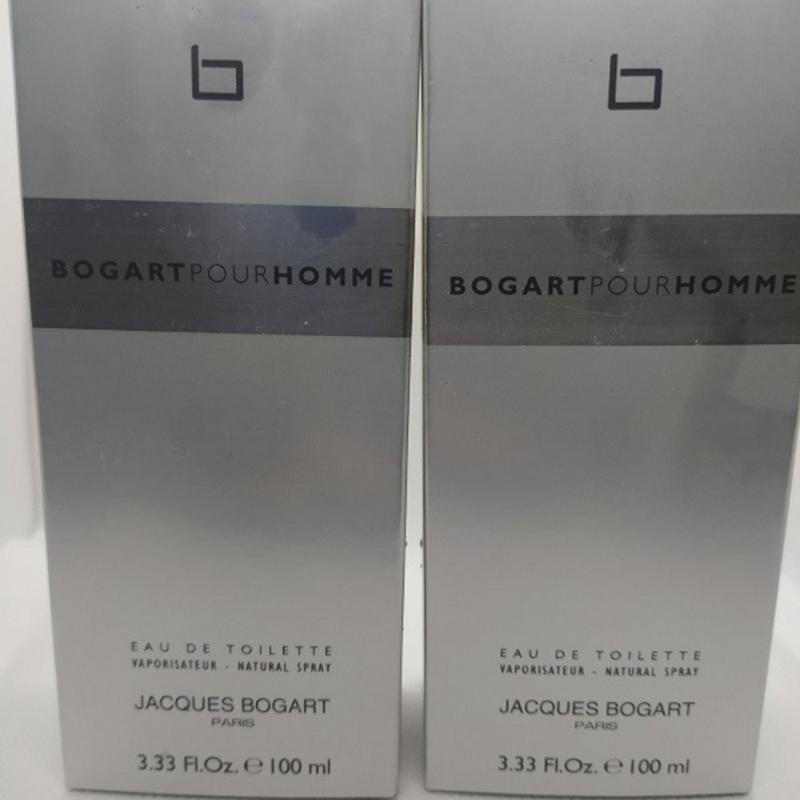 b
BOGARTPOURHOMME
EAU DE TOILETTE
VAPORISATEUR - NATURAL SPRAY
JACQUES BOGART
PARIS
3.33 Fl.Oz. ℮ 100 ml
b
BOGARTPOURHOMME
EAU DE TOILETTE
VAPORISATEUR - NATURAL SPRAY
JACQUES BOGART
PARIS
3.33 Fl.Oz. ℮ 100 ml